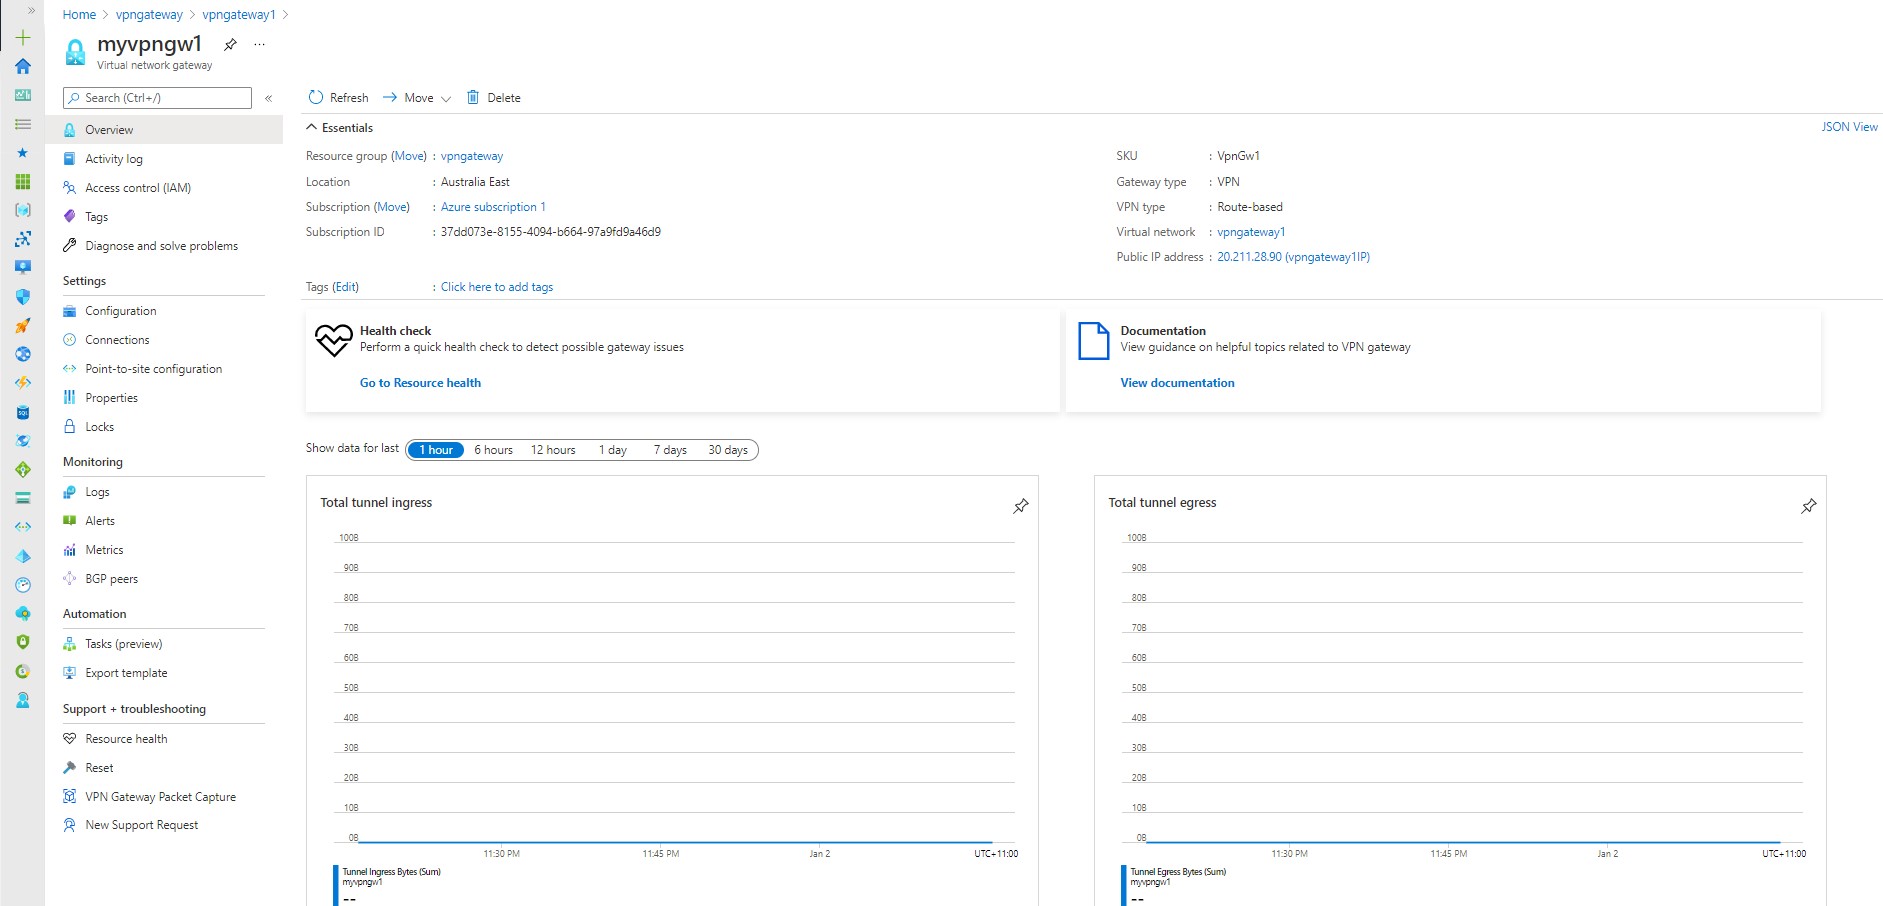 Home > vpngateway > vpngateway1 >
myvpngw1
Virtual network gateway
Search (Ctrl+/)
Overview
Activity log
Access control (IAM)
Tags
Diagnose and solve problems
Settings
Configuration
Connections
Point-to-site configuration
Properties
Locks
Monitoring
Logs
Alerts
Metrics
BGP peers
Automation
Tasks (preview)
Export template
Support + troubleshooting
Resource health
Reset
VPN Gateway Packet Capture
New Support Request
Refresh Move Delete
Essentials
JSON View
Resource group (Move) : vpngateway
Location : Australia East
Subscription (Move) : Azure subscription 1
Subscription ID : 37dd073e-8155-4094-b664-97a9fd9a46d9
Tags (Edit) : Click here to add tags
SKU : VpnGw1
Gateway type : VPN
VPN type : Route-based
Virtual network : vpngateway1
Public IP address : 20.211.28.90 (vpngateway1IP)
Health check
Perform a quick health check to detect possible gateway issues
Go to Resource health
Documentation
View guidance on helpful topics related to VPN gateway
View documentation
Show data for last 1 hour 6 hours 12 hours 1 day 7 days 30 days
Total tunnel ingress
100B
90B
80B
70B
60B
50B
40B
30B
20B
10B
0B
11:30 PM 11:45 PM Jan 2 UTC+11:00
Tunnel Ingress Bytes (Sum)
myvpngw1
--
Total tunnel egress
100B
90B
80B
70B
60B
50B
40B
30B
20B
10B
0B
11:30 PM 11:45 PM Jan 2 UTC+11:00
Tunnel Egress Bytes (Sum)
myvpngw1
--